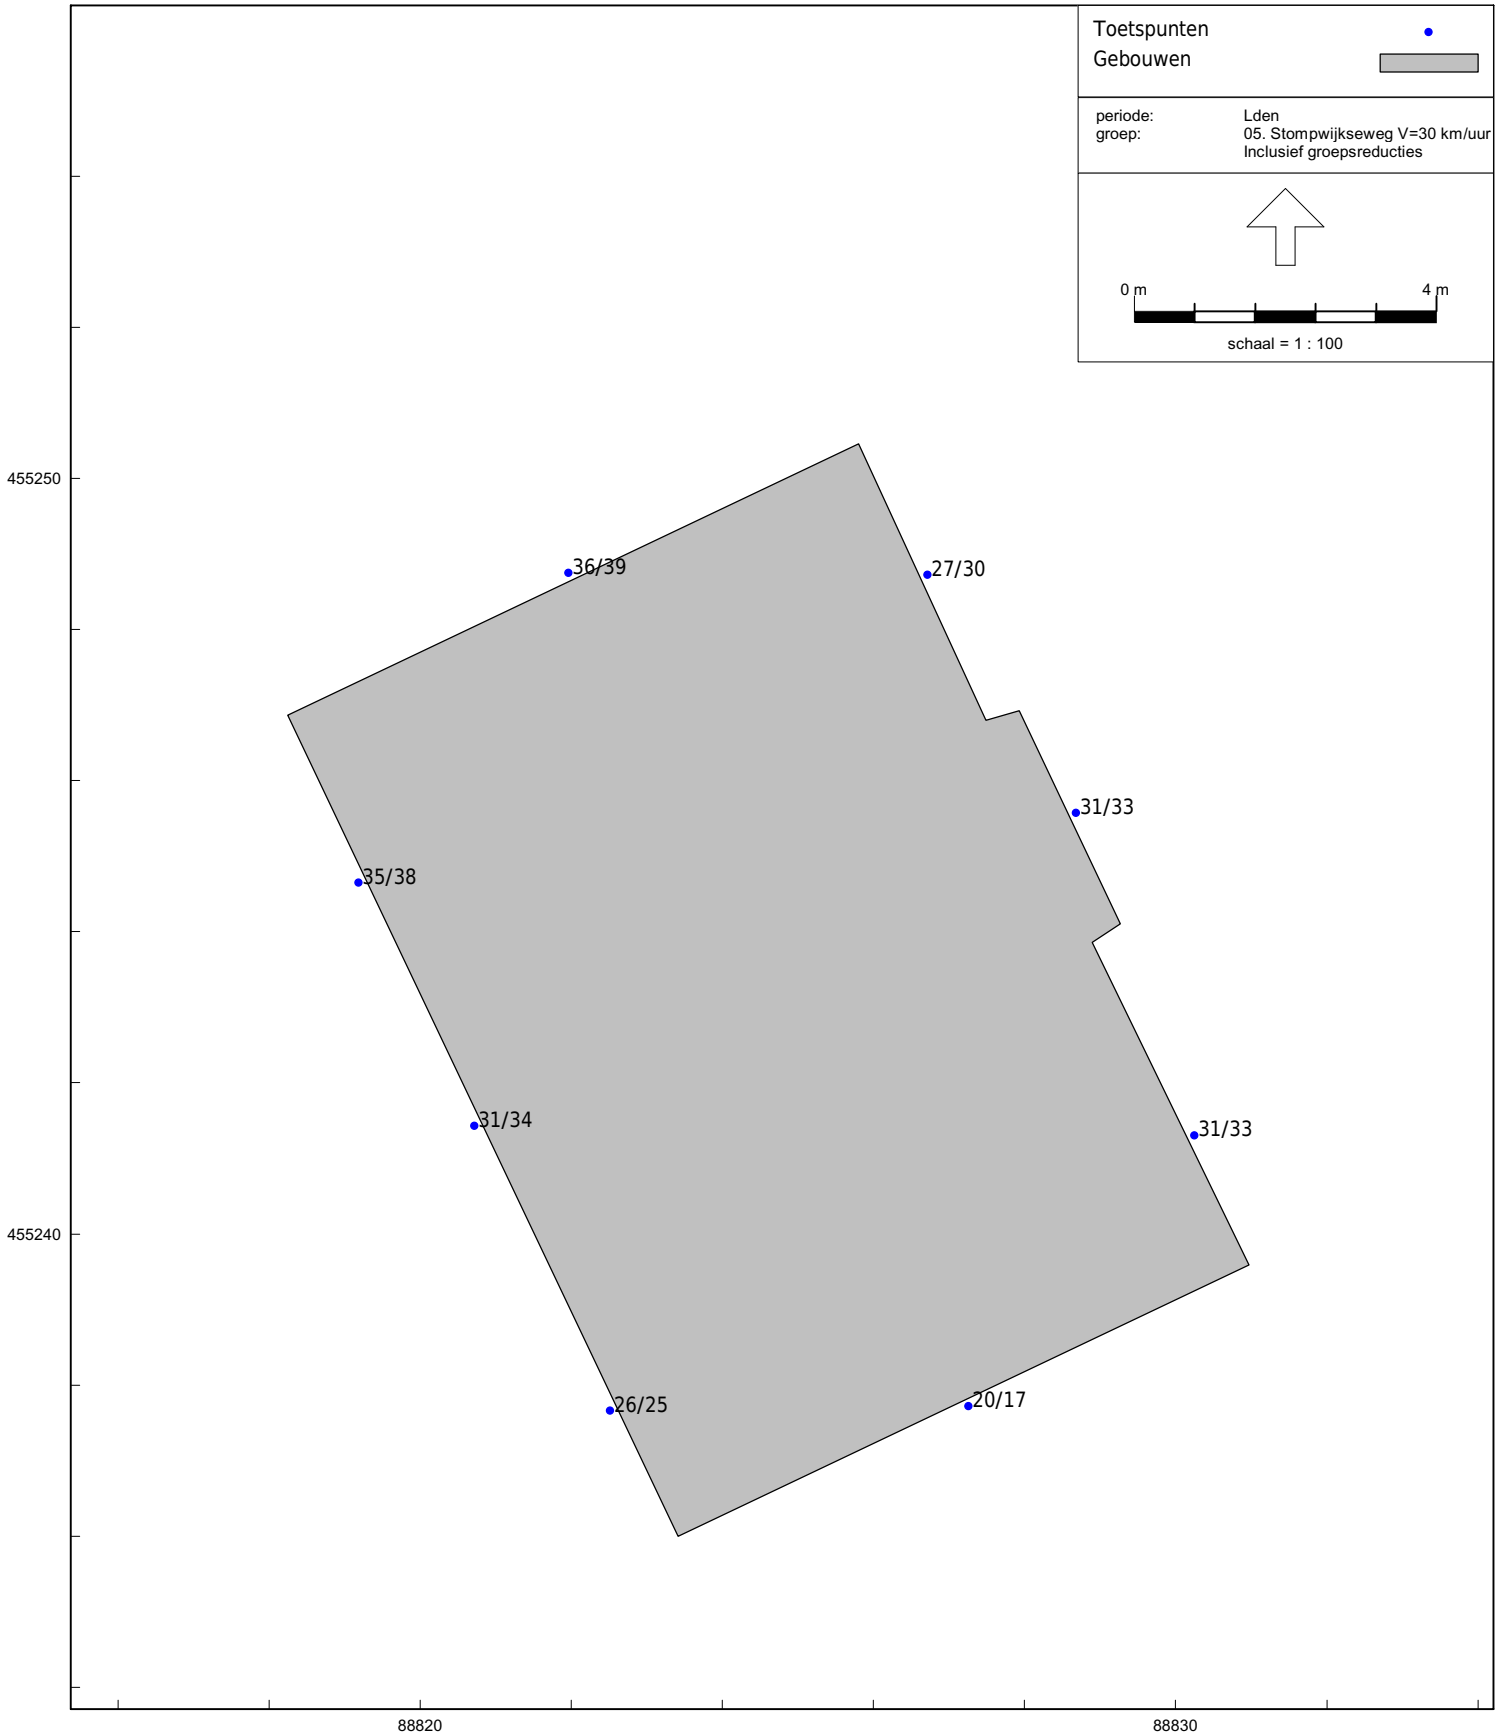 Toetspunten
Gebouwen
periode: Lden
groep: 05. Stompwijkseweg V=30 km/uur
Inclusief groepsreducties
0 m 4 m
schaal = 1 : 100
455250
36/39
27/30
31/33
35/38
31/34
31/33
455240
26/25
20/17
88820 88830